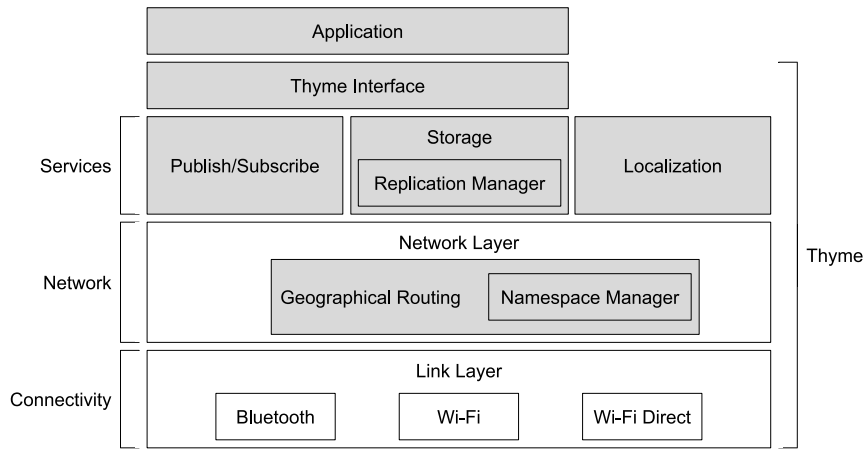 Application
Thyme Interface
Services
Publish/Subscribe
Storage
Replication Manager
Localization
Thyme
Network
Network Layer
Geographical Routing
Namespace Manager
Connectivity
Link Layer
Bluetooth
Wi-Fi
Wi-Fi Direct